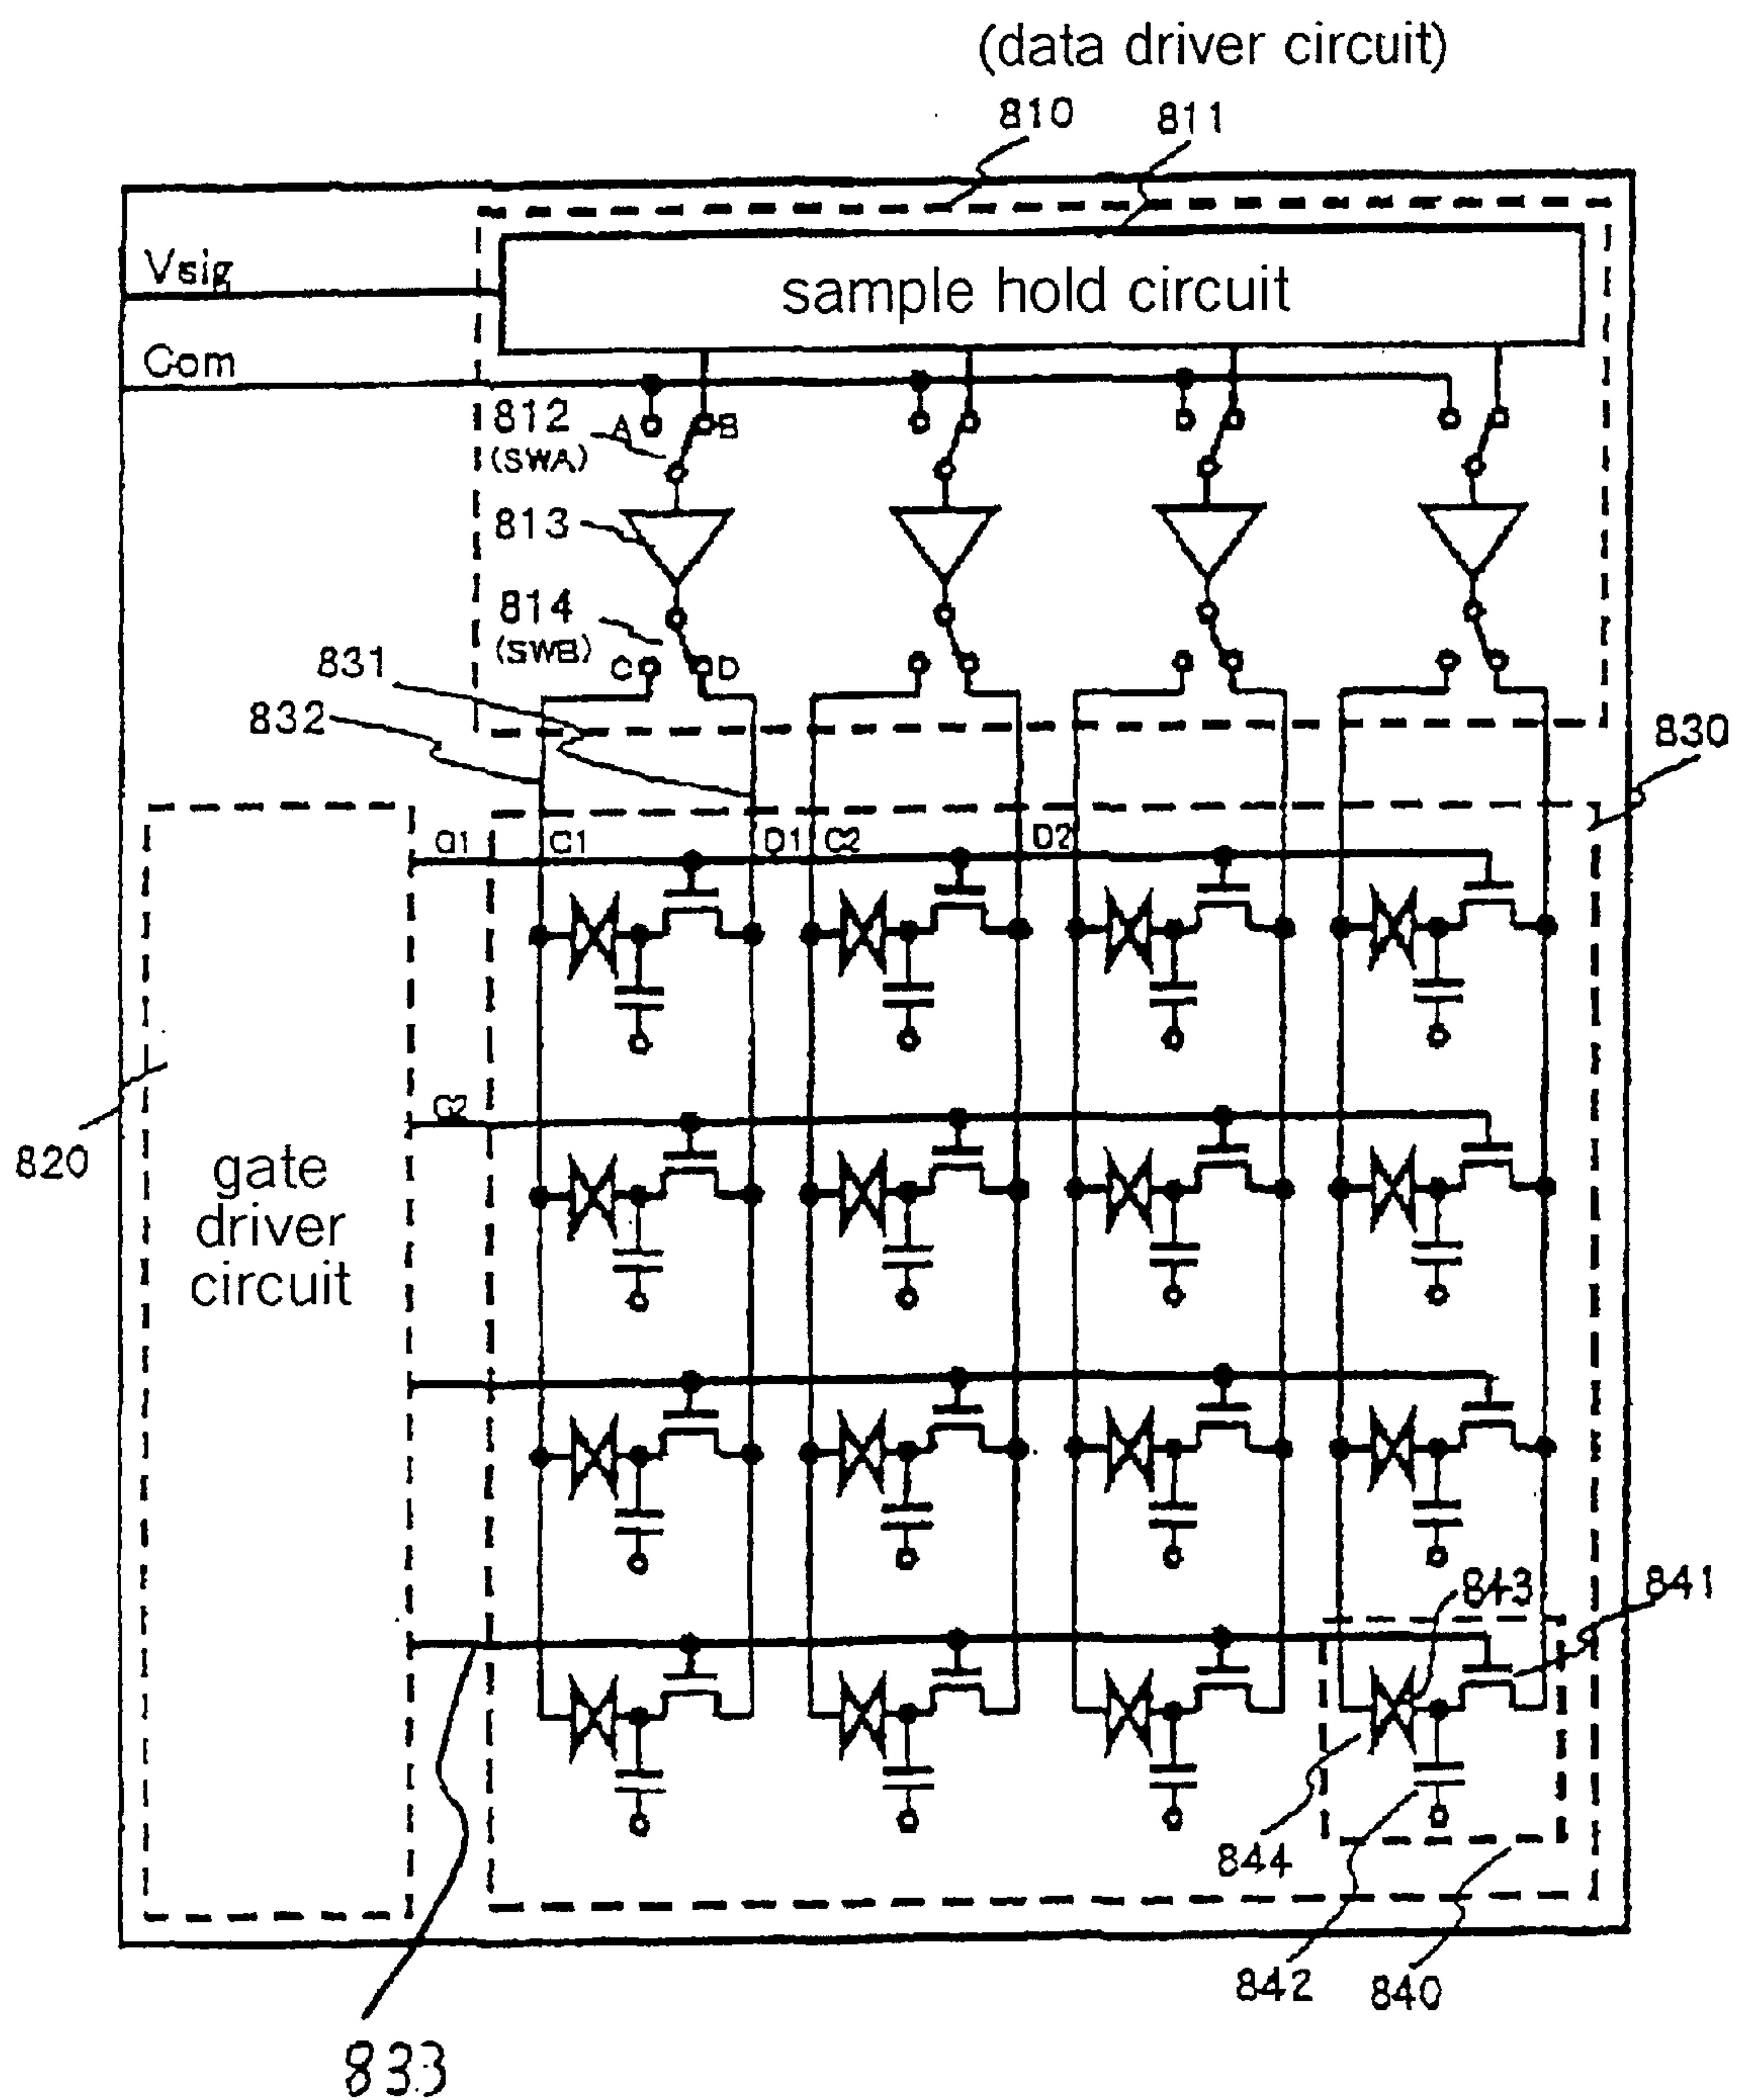 (data driver circuit)
810
811
Vsig
sample hold circuit
Com
812
A
B
(SWA)
813
814
(SWB)
C
D
831
832
830
G1
C1
D1
C2
D2
G2
820
gate
driver
circuit
843
841
844
842
840
833